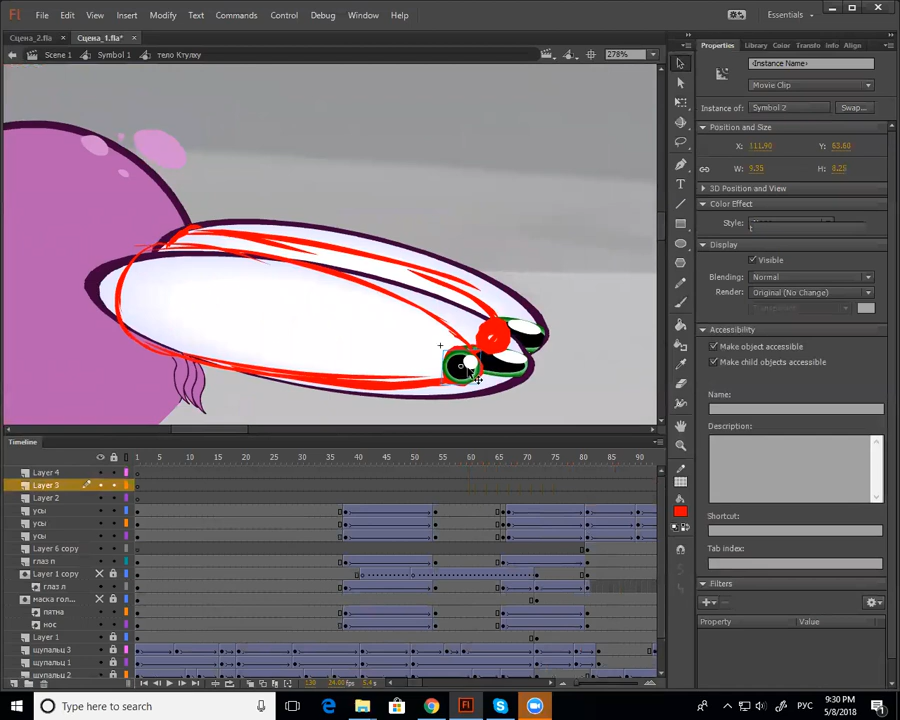 Fl File Edit View Insert Modify Text Commands Control Debug Window Help Essentials
Сцена_2.fla × Сцена_1.fla* ×
Scene 1 Symbol 1 тело Ктулху 278%
Properties Library Color Transfo Info Align
<Instance Name>
Movie Clip
Instance of: Symbol 2 Swap...
Position and Size
X: 111.90 Y: 63.60
W: 9.35 H: 8.25
3D Position and View
Color Effect
Style:
Display
Visible
Blending: Normal
Render: Original (No Change)
Accessibility
Make object accessible
Make child objects accessible
Name:
Description:
Shortcut:
Tab index:
Filters
Property Value
Timeline
1 5 10 15 20 25 30 35 40 45 50 55 60 65 70 75 80 85 90
Layer 4
Layer 3
Layer 2
усы
усы
усы
Layer 6 copy
глаз п
Layer 1 copy
глаз л
маска гол...
пятна
нос
Layer 1
щупальц 3
щупальц 1
щупальц 2
130 24.00 fps 5.4 s
Type here to search
РУС
9:30 PM
5/8/2018